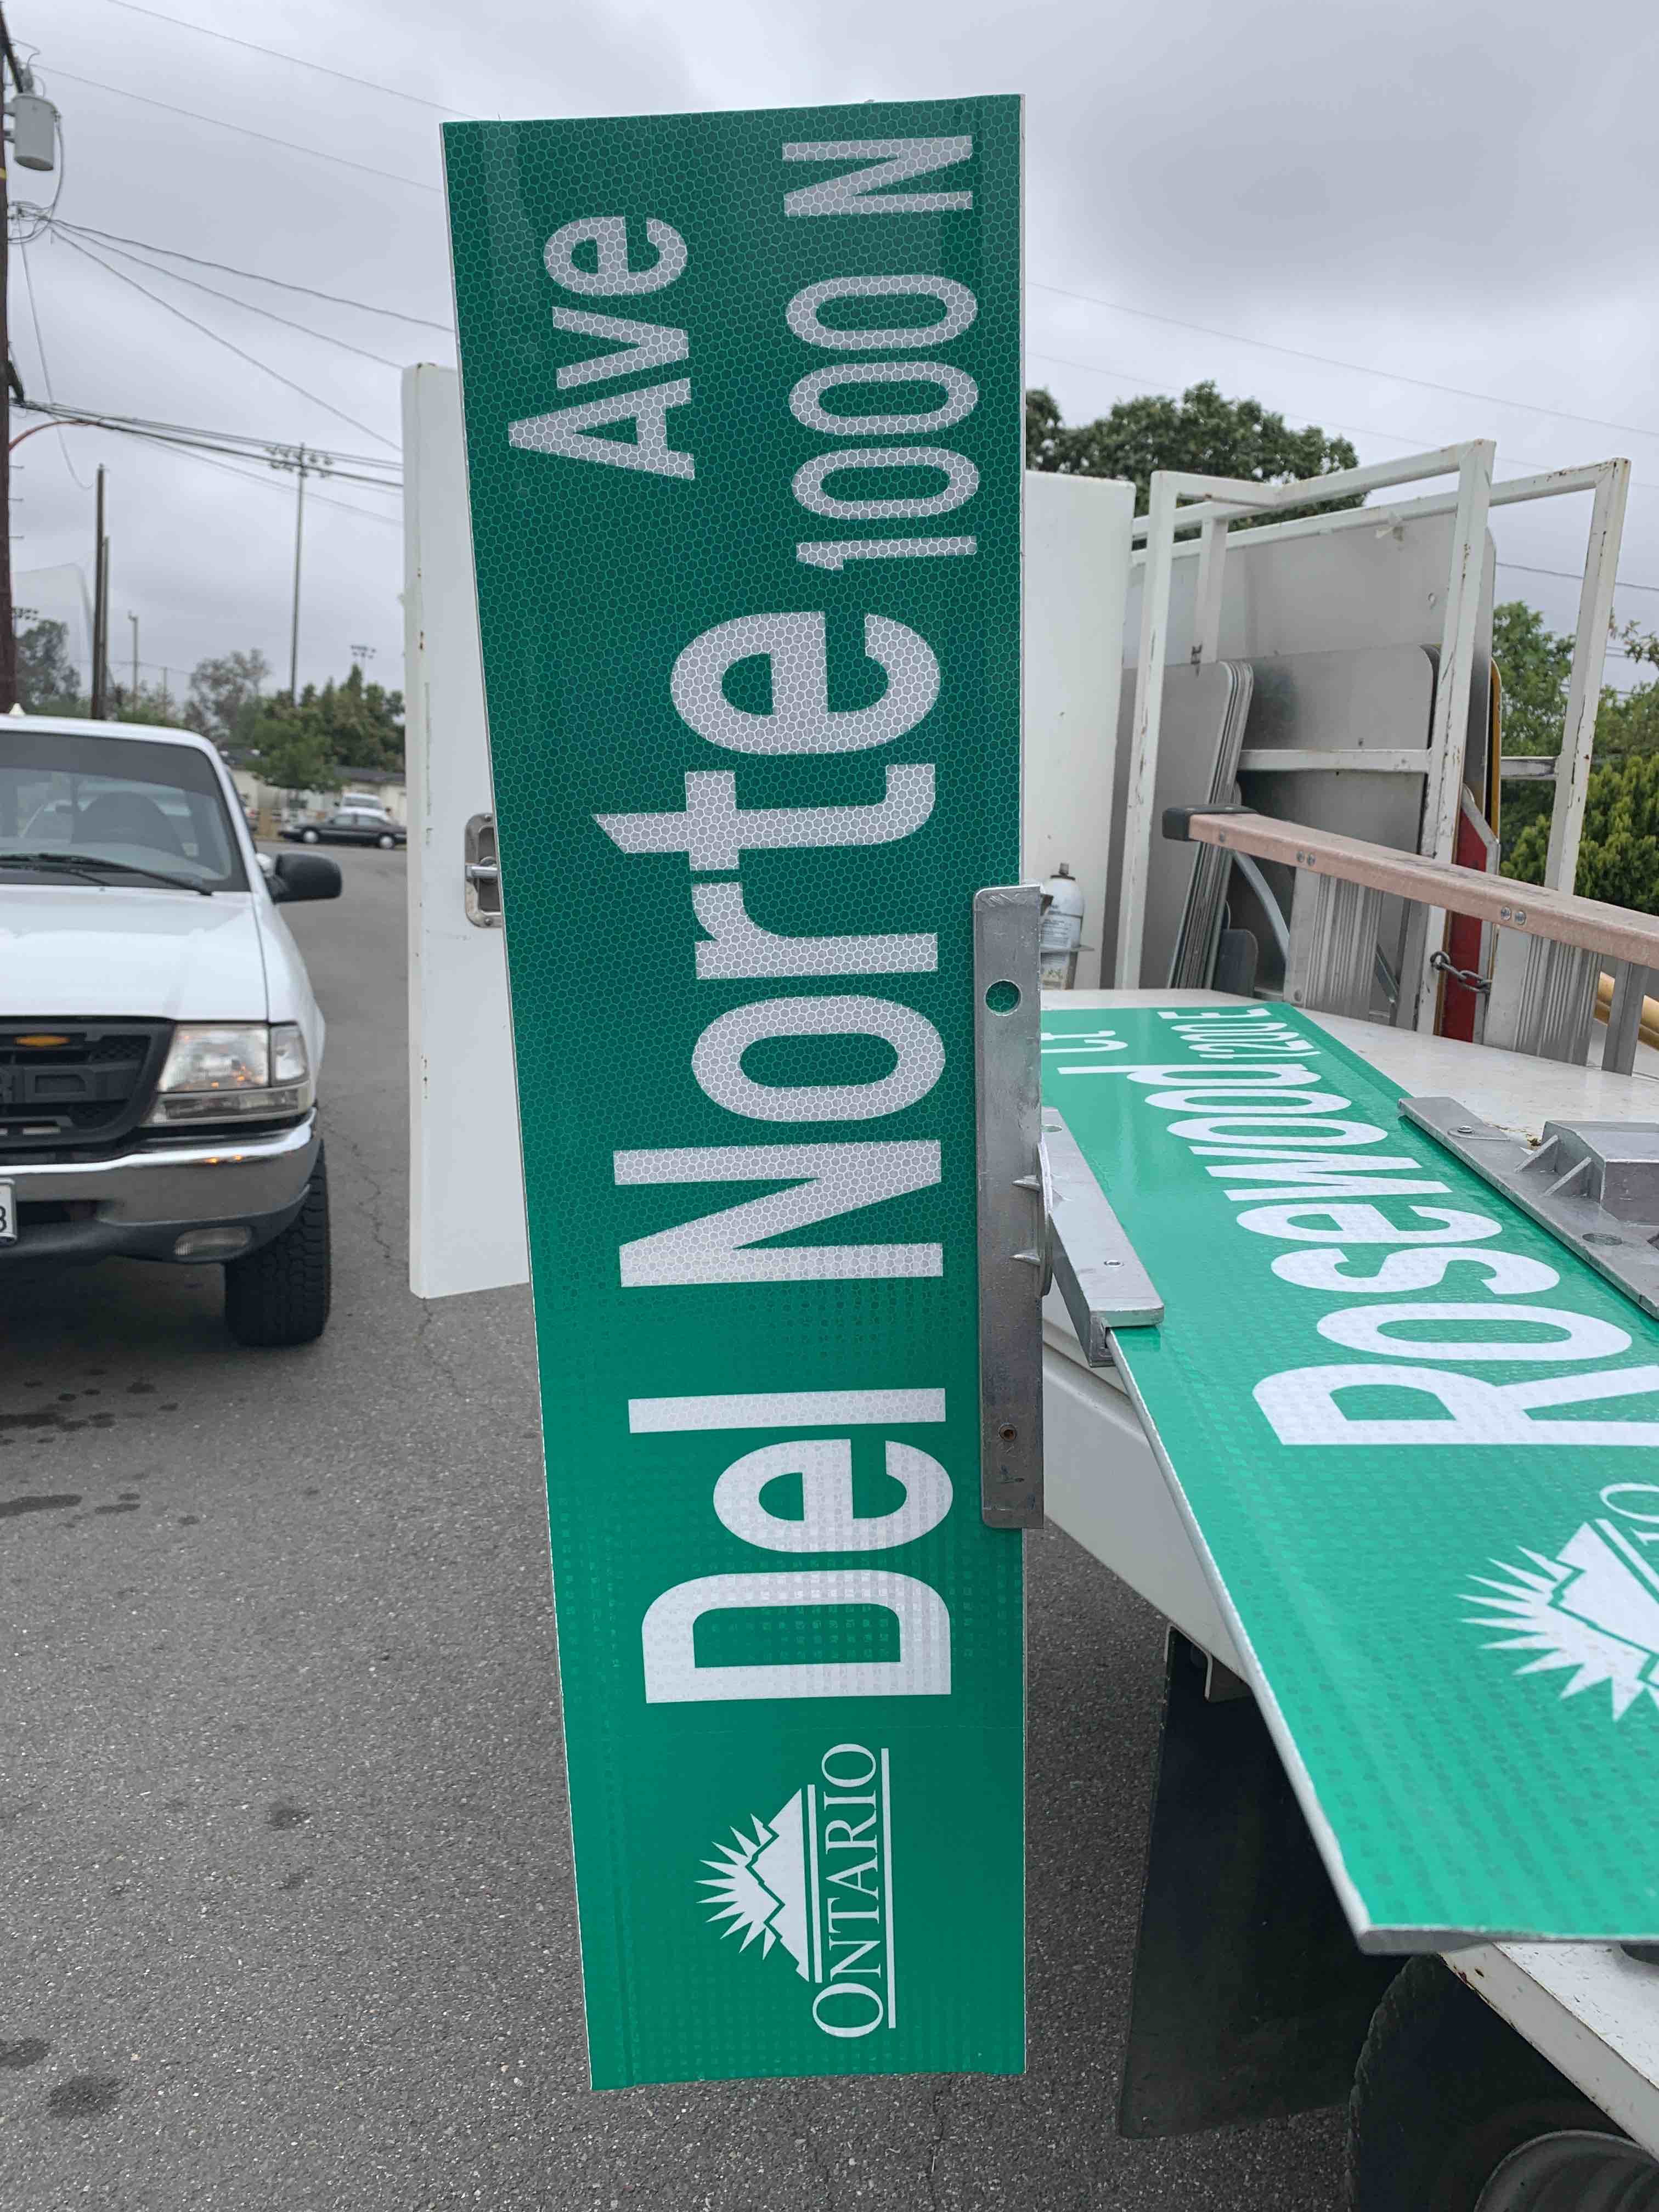 Ave
Del Norte 1000 N
ONTARIO
Ct
Rosewood 1200 E